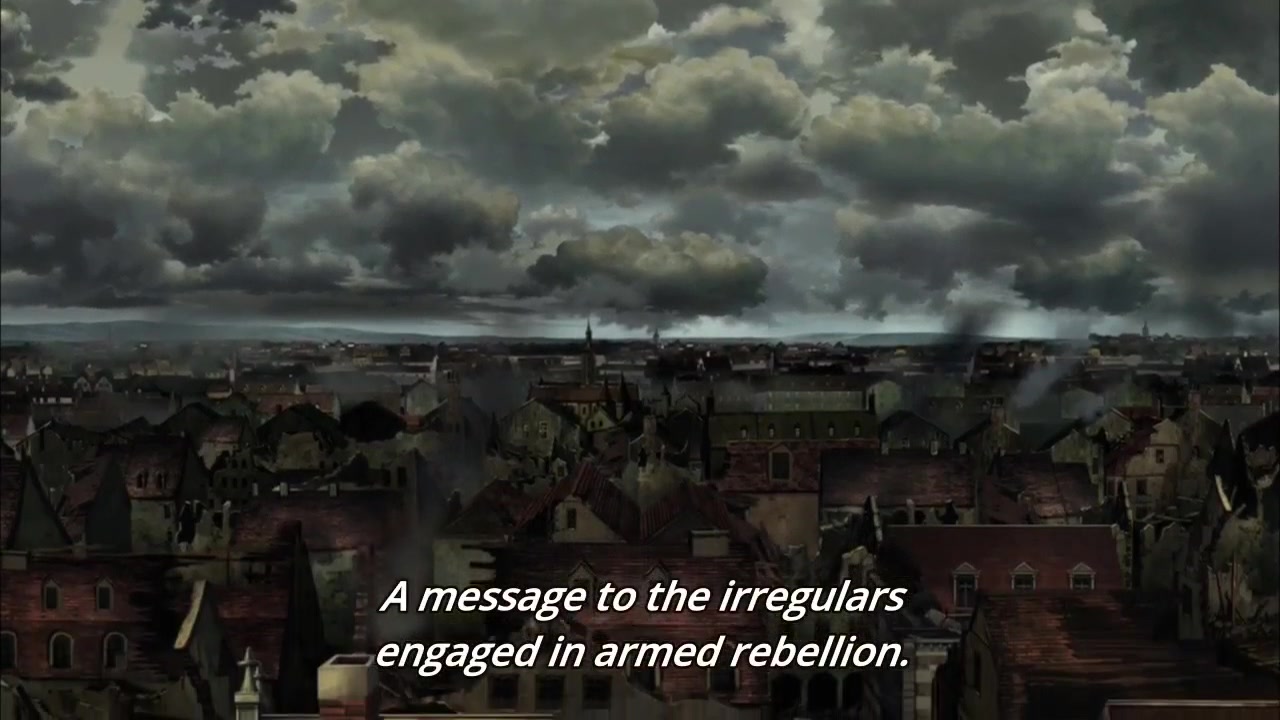 A message to the irregulars
engaged in armed rebellion.